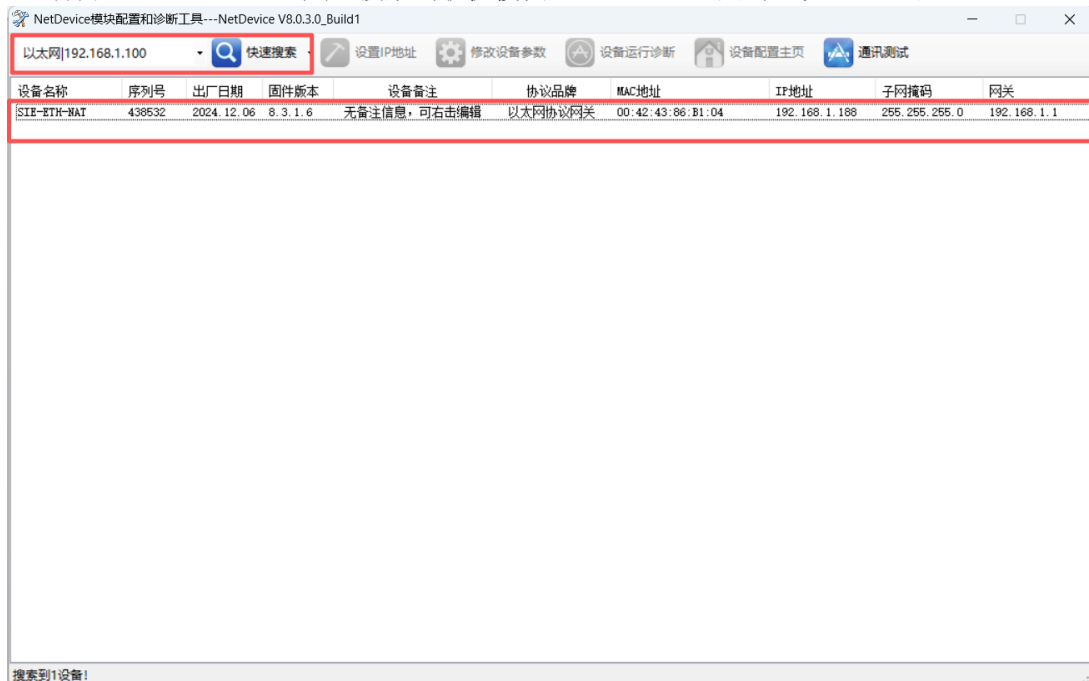 NetDevice模块配置和诊断工具---NetDevice V8.0.3.0_Build1
以太网|192.168.1.100 快速搜索 设置IP地址 修改设备参数 设备运行诊断 设备配置主页 通讯测试
设备名称 序列号 出厂日期 固件版本 设备备注 协议品牌 MAC地址 IP地址 子网掩码 网关
SIE-ETH-NAT 438532 2024.12.06 8.3.1.6 无备注信息，可右击编辑 以太网协议网关 00:42:43:86:B1:04 192.168.1.188 255.255.255.0 192.168.1.1
搜索到1设备!